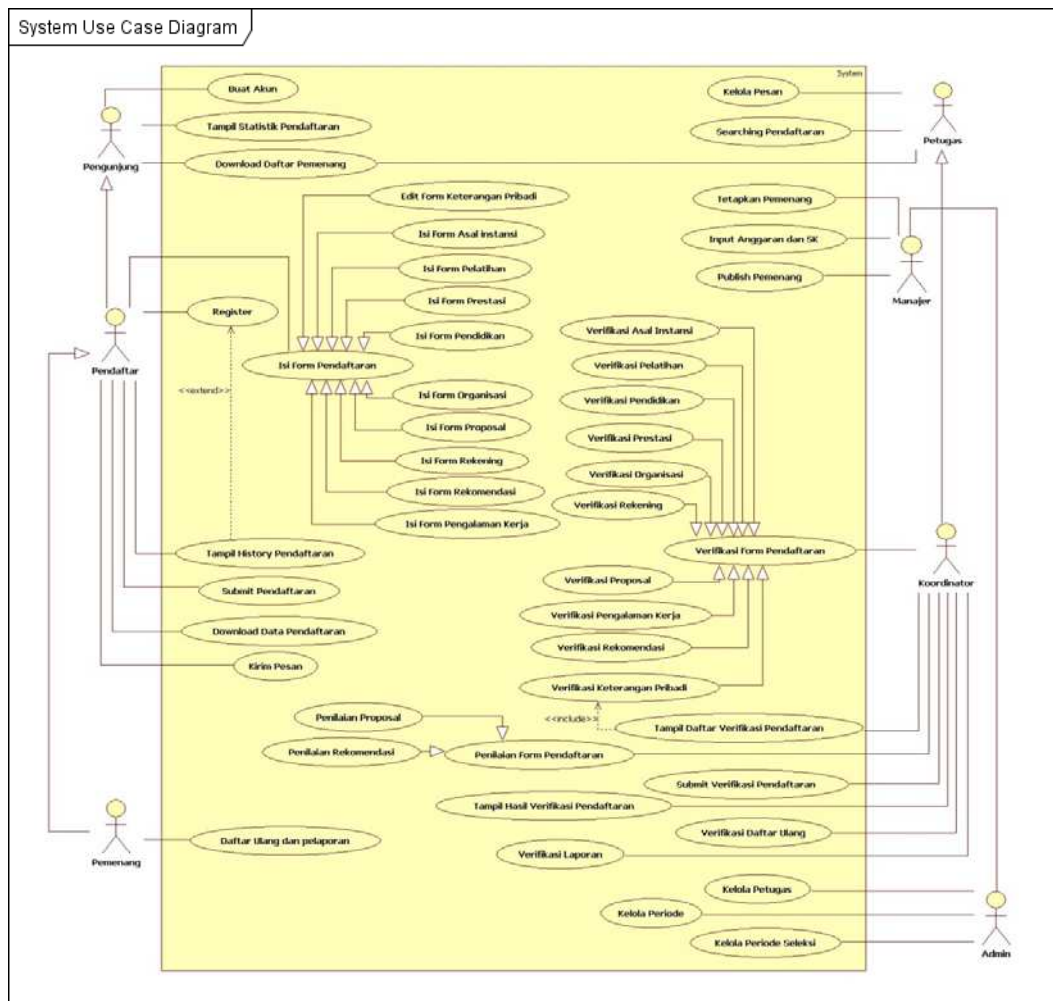 System Use Case Diagram
System
Buat Akun
Tampil Statistik Pendaftaran
Download Daftar Pemenang
Pengunjung
Kelola Pesan
Searching Pendaftaran
Petugas
Edit Form Keterangan Pribadi
Isi Form Asal instansi
Isi Form Pelatihan
Isi Form Prestasi
Isi Form Pendidikan
Isi Form Pendaftaran
Isi Form Organisasi
Isi Form Proposal
Isi Form Rekening
Isi Form Rekomendasi
Isi Form Pengalaman Kerja
Tetapkan Pemenang
Input Anggaran dan SK
Publish Pemenang
Manajer
Register
Pendaftar
<<extend>>
Verifikasi Asal Instansi
Verifikasi Pelatihan
Verifikasi Pendidikan
Verifikasi Prestasi
Verifikasi Organisasi
Verifikasi Rekening
Verifikasi Form Pendaftaran
Koordinator
Tampil History Pendaftaran
Submit Pendaftaran
Download Data Pendaftaran
Kirim Pesan
Verifikasi Proposal
Verifikasi Pengalaman Kerja
Verifikasi Rekomendasi
Verifikasi Keterangan Pribadi
<<include>>
Tampil Daftar Verifikasi Pendaftaran
Penilaian Proposal
Penilaian Rekomendasi
Penilaian Form Pendaftaran
Submit Verifikasi Pendaftaran
Tampil Hasil Verifikasi Pendaftaran
Verifikasi Daftar Ulang
Verifikasi Laporan
Daftar Ulang dan pelaporan
Pemenang
Kelola Petugas
Kelola Periode
Kelola Periode Seleksi
Admin